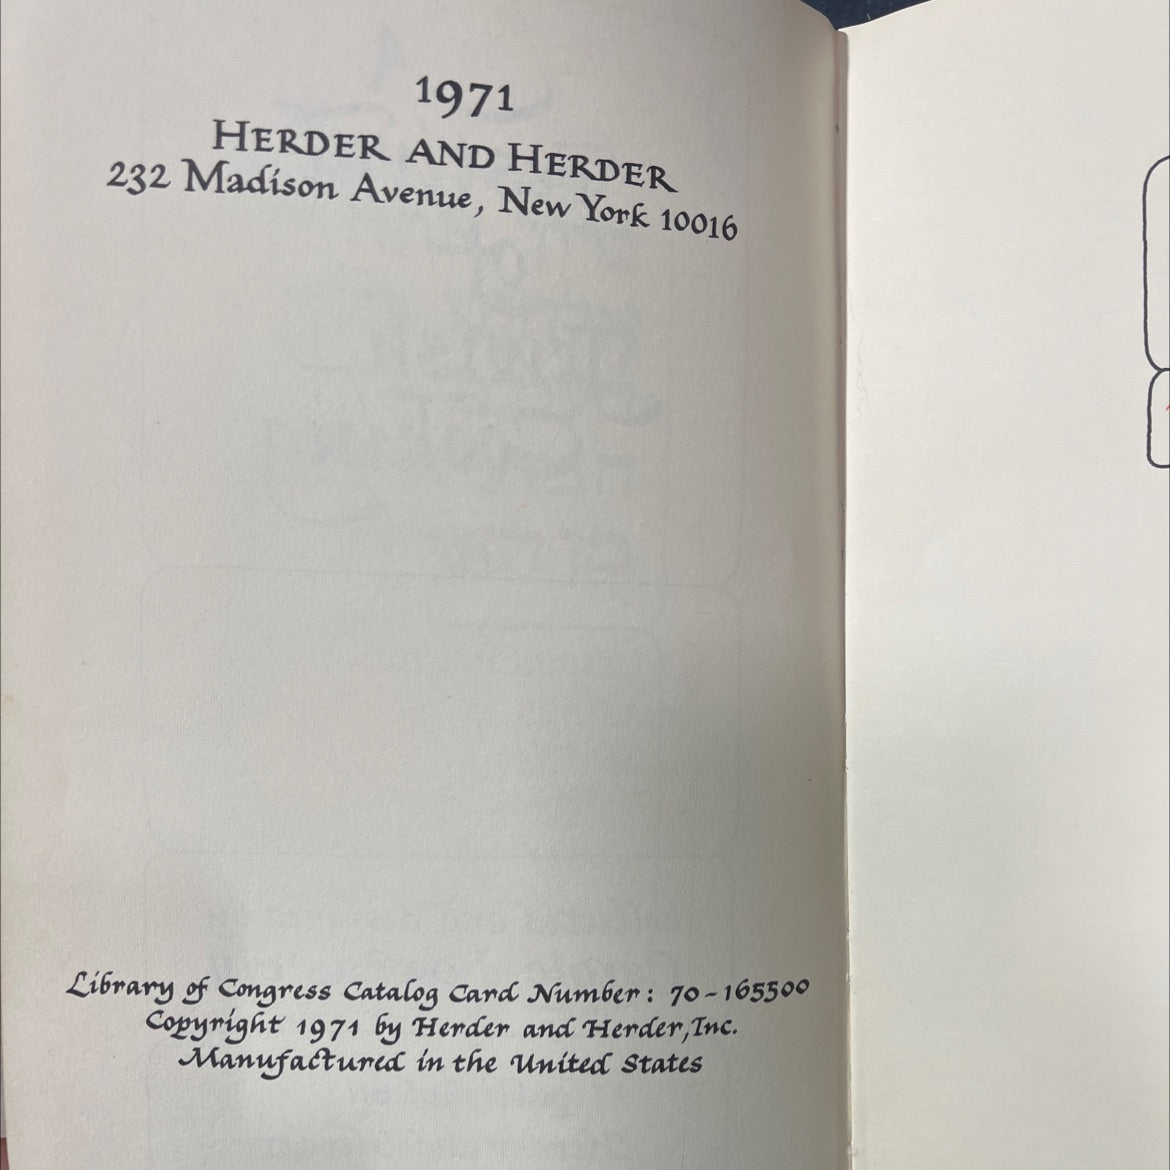 1971
HERDER AND HERDER
232 Madison Avenue, New York 10016
Library of Congress Catalog Card Number: 70-165500
Copyright 1971 by Herder and Herder, Inc.
Manufactured in the United States